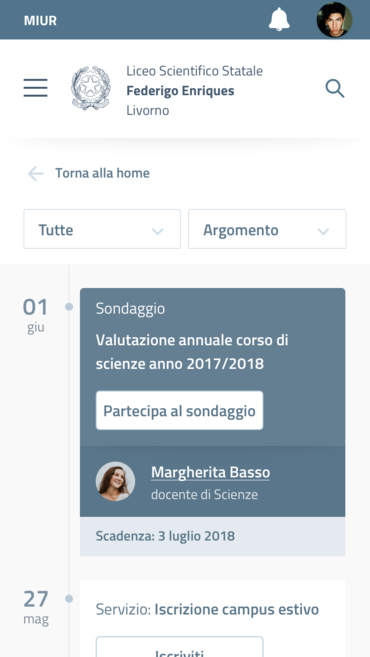 MIUR
Liceo Scientifico Statale
Federigo Enriques
Livorno
Torna alla home
Tutte
Argomento
01
giu
Sondaggio
Valutazione annuale corso di
scienze anno 2017/2018
Partecipa al sondaggio
Margherita Basso
docente di Scienze
Scadenza: 3 luglio 2018
27
mag
Servizio: Iscrizione campus estivo
Iscriviti